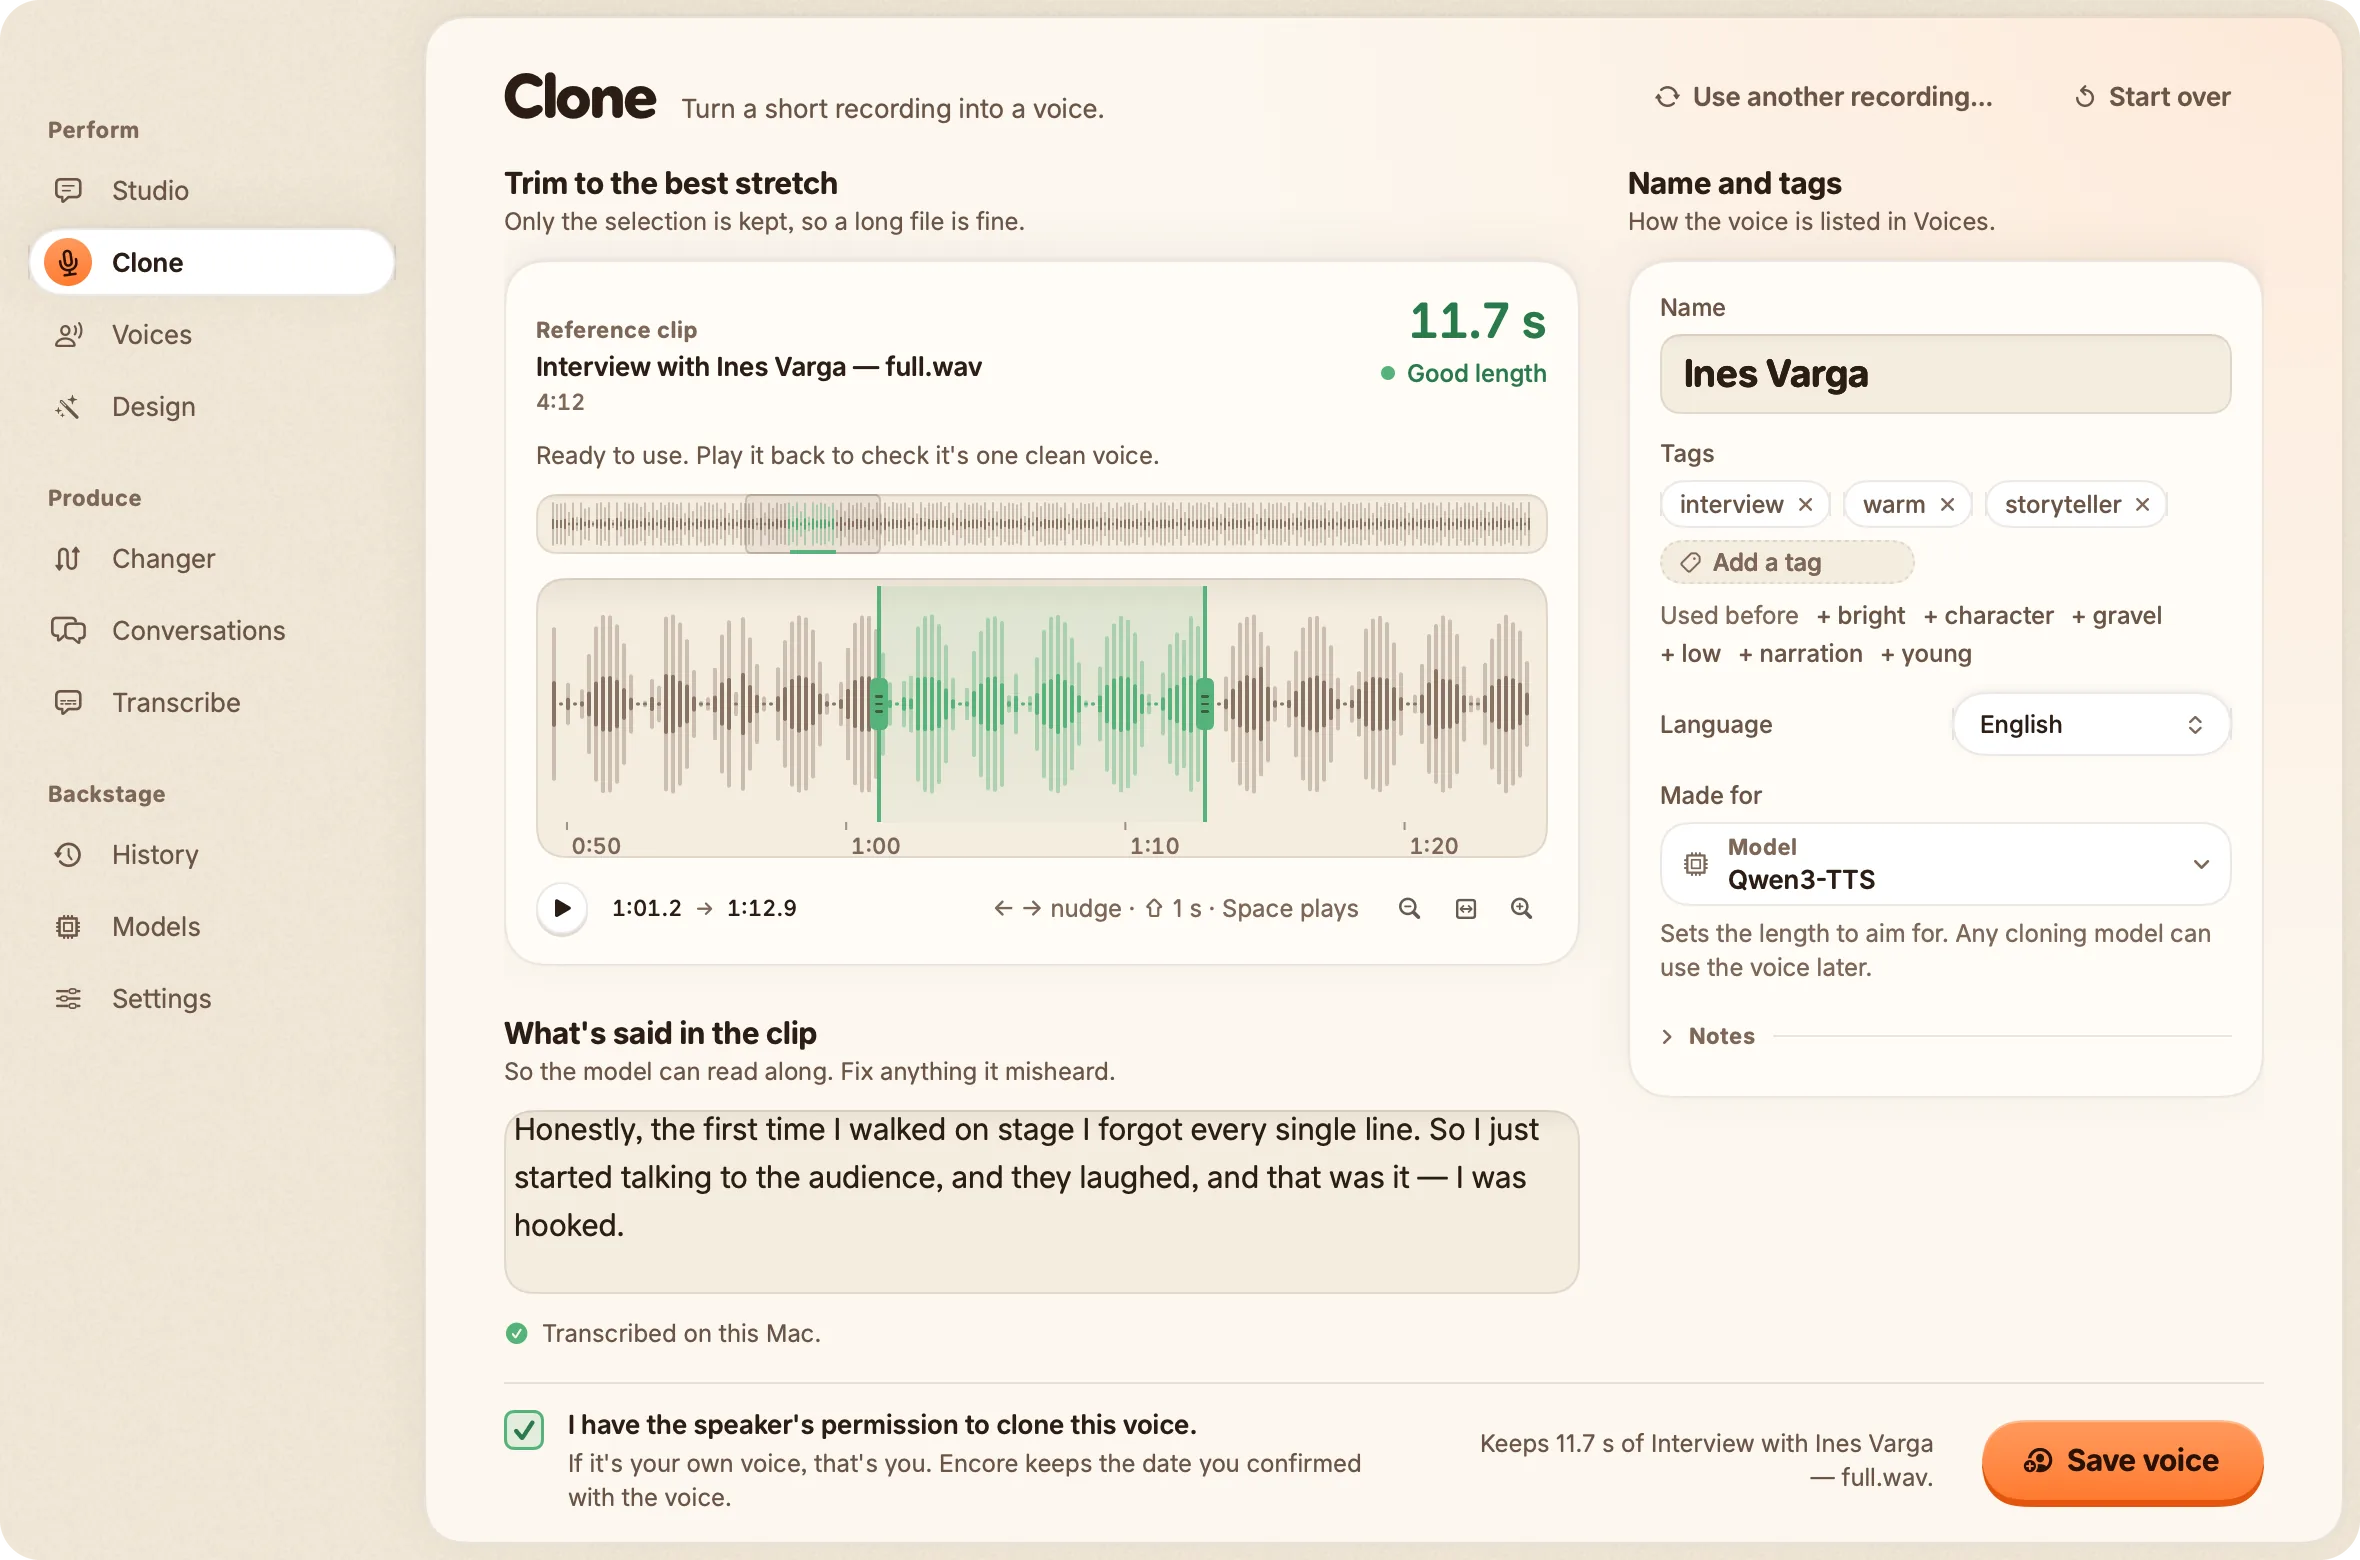 Perform
Studio
Clone
Voices
Design
Produce
Changer
Conversations
Transcribe
Backstage
History
Models
Settings
Clone
Turn a short recording into a voice.
Use another recording...
Start over
Trim to the best stretch
Only the selection is kept, so a long file is fine.
Reference clip
Interview with Ines Varga — full.wav
4:12
11.7 s
Good length
Ready to use. Play it back to check it's one clean voice.
0:50
1:00
1:10
1:20
1:01.2 → 1:12.9
← → nudge · ⇧ 1 s · Space plays
What's said in the clip
So the model can read along. Fix anything it misheard.
Honestly, the first time I walked on stage I forgot every single line. So I just
started talking to the audience, and they laughed, and that was it — I was
hooked.
Transcribed on this Mac.
Name and tags
How the voice is listed in Voices.
Name
Ines Varga
Tags
interview ×
warm ×
storyteller ×
Add a tag
Used before + bright + character + gravel
+ low + narration + young
Language
English
Made for
Model
Qwen3-TTS
Sets the length to aim for. Any cloning model can
use the voice later.
Notes
I have the speaker's permission to clone this voice.
If it's your own voice, that's you. Encore keeps the date you confirmed
with the voice.
Keeps 11.7 s of Interview with Ines Varga
— full.wav.
Save voice